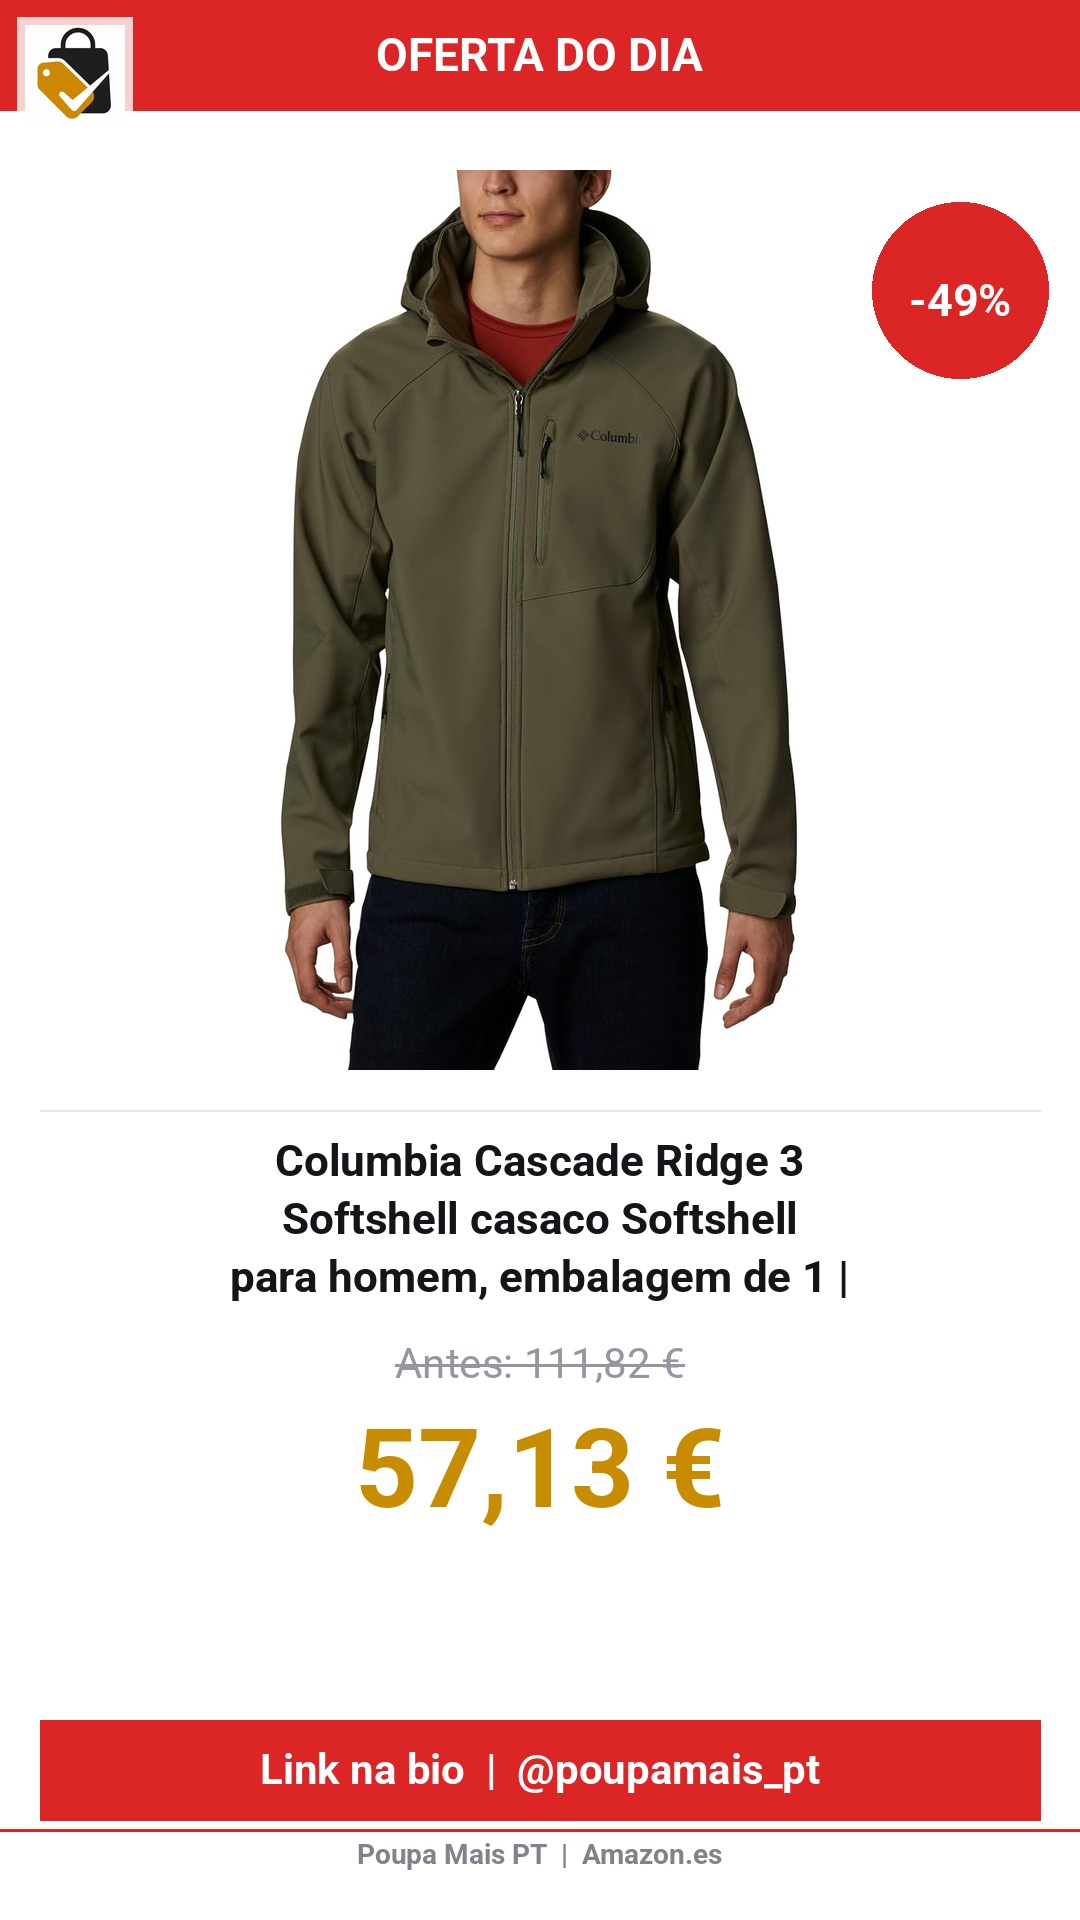 OFERTA DO DIA
-49%
Columbia
Columbia Cascade Ridge 3
Softshell casaco Softshell
para homem, embalagem de 1 |
Antes: 111,82 €
57,13 €
Link na bio | @poupamais_pt
Poupa Mais PT | Amazon.es